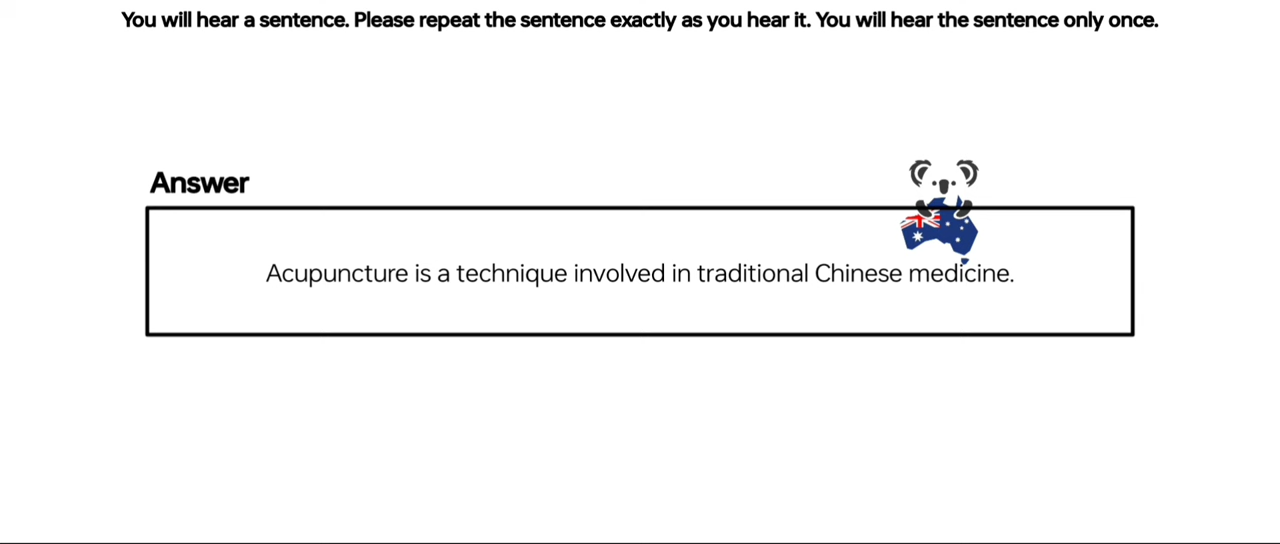 You will hear a sentence. Please repeat the sentence exactly as you hear it. You will hear the sentence only once.
Answer
Acupuncture is a technique involved in traditional Chinese medicine.